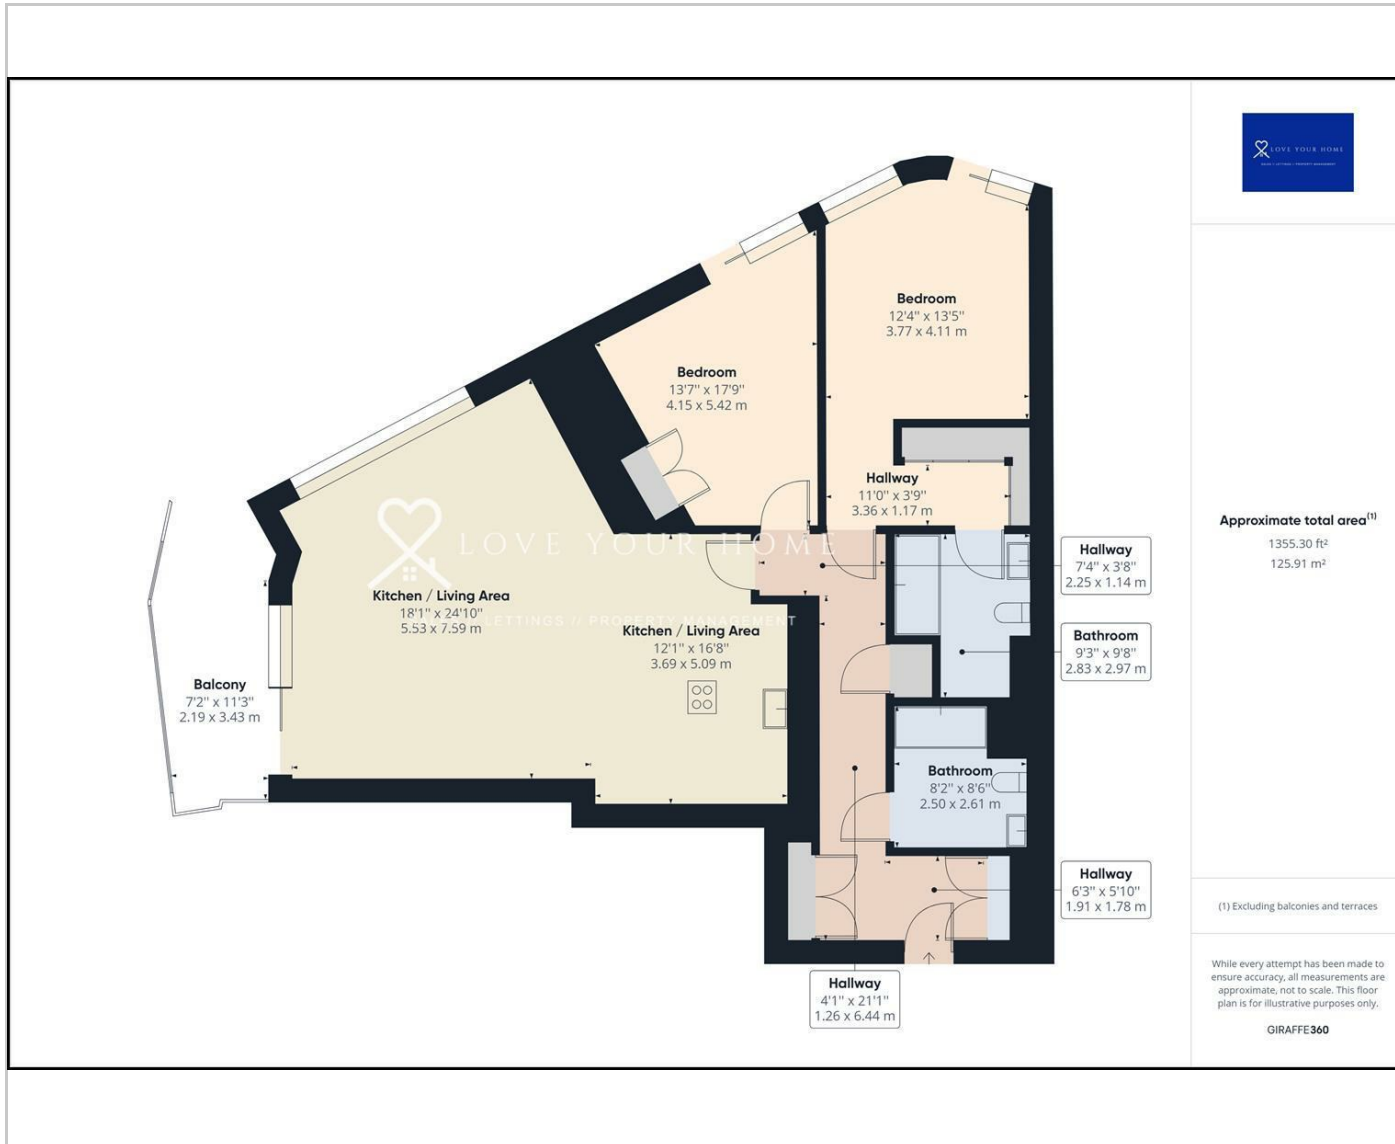 Bedroom
12'4" x 13'5"
3.77 x 4.11 m
Bedroom
13'7" x 17'9"
4.15 x 5.42 m
Hallway
11'0" x 3'9"
3.36 x 1.17 m
LOVE YOUR HOME
LETTINGS // PROPERTY MANAGEMENT
Kitchen / Living Area
18'1" x 24'10"
5.53 x 7.59 m
Kitchen / Living Area
12'1" x 16'8"
3.69 x 5.09 m
Balcony
7'2" x 11'3"
2.19 x 3.43 m
Hallway
7'4" x 3'8"
2.25 x 1.14 m
Bathroom
9'3" x 9'8"
2.83 x 2.97 m
Bathroom
8'2" x 8'6"
2.50 x 2.61 m
Hallway
6'3" x 5'10"
1.91 x 1.78 m
Hallway
4'1" x 21'1"
1.26 x 6.44 m
LOVE YOUR HOME
Approximate total area(1)
1355.30 ft²
125.91 m²
(1) Excluding balconies and terraces
While every attempt has been made to
ensure accuracy, all measurements are
approximate, not to scale. This floor
plan is for illustrative purposes only.
GIRAFFE360